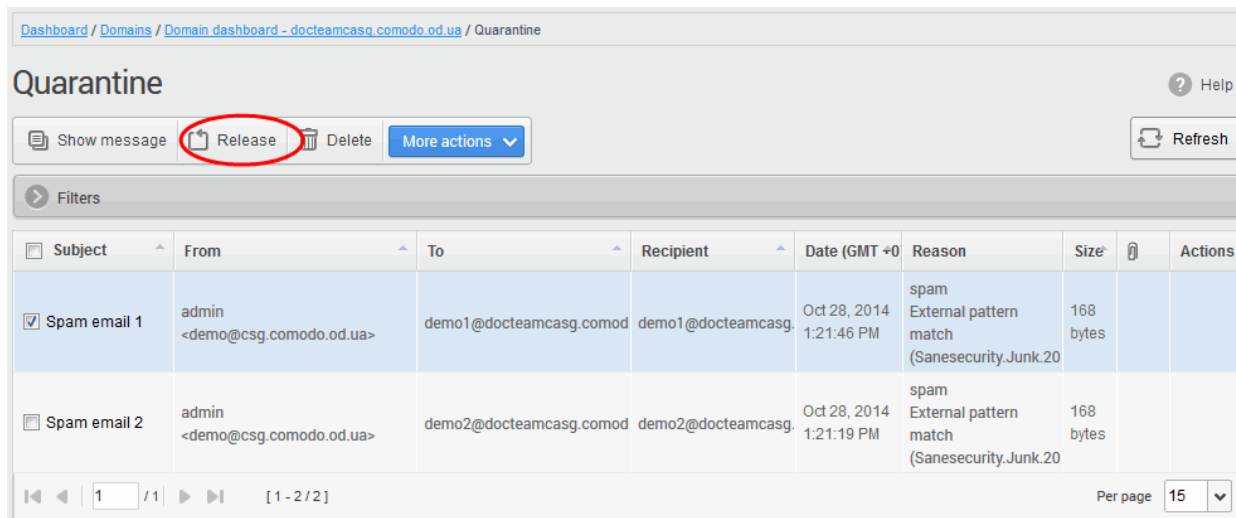 Dashboard / Domains / Domain dashboard - docteamcasg.comodo.od.ua / Quarantine
Quarantine
Help
Show message Release Delete More actions
Refresh
Filters
Subject From To Recipient Date (GMT +0 Reason Size Actions
Spam email 1
admin
<demo@csg.comodo.od.ua>
demo1@docteamcasg.comod
demo1@docteamcasg.
Oct 28, 2014
1:21:46 PM
spam
External pattern
match
(Sanesecurity.Junk.20
168
bytes
Spam email 2
admin
<demo@csg.comodo.od.ua>
demo2@docteamcasg.comod
demo2@docteamcasg.
Oct 28, 2014
1:21:19 PM
spam
External pattern
match
(Sanesecurity.Junk.20
168
bytes
1 / 1 [ 1 - 2 / 2 ] Per page 15